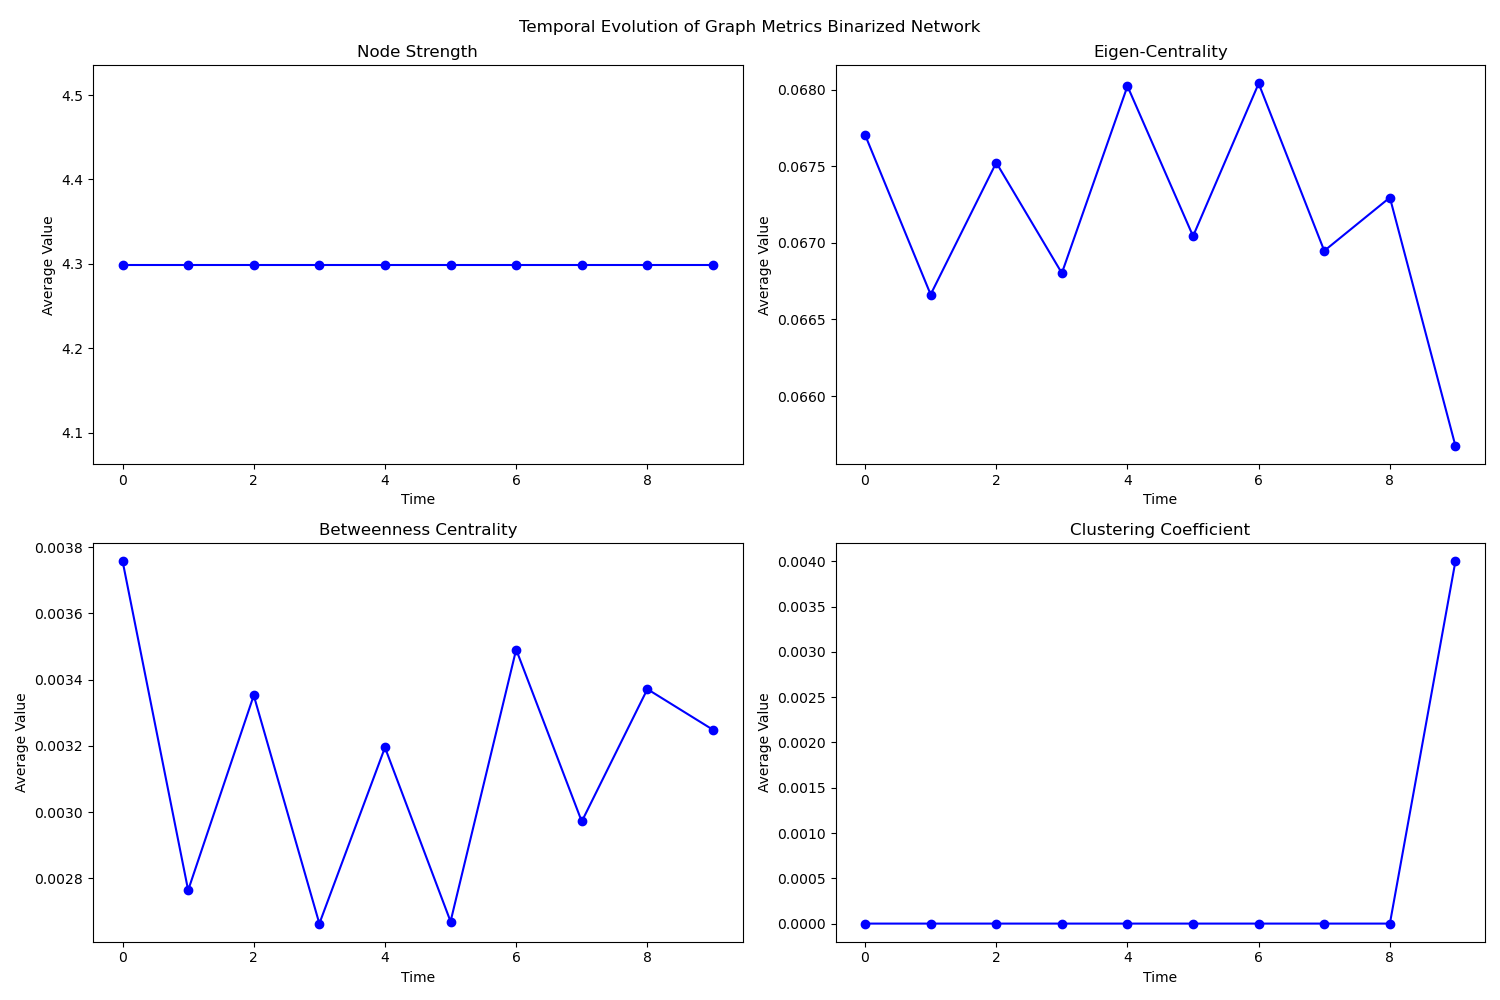 Temporal Evolution of Graph Metrics Binarized Network
Node Strength
4.5
4.4
4.3
4.2
4.1
Average Value
0 2 4 6 8
Time
Eigen-Centrality
0.0680
0.0675
0.0670
0.0665
0.0660
Average Value
0 2 4 6 8
Time
Betweenness Centrality
0.0038
0.0036
0.0034
0.0032
0.0030
0.0028
Average Value
0 2 4 6 8
Time
Clustering Coefficient
0.0040
0.0035
0.0030
0.0025
0.0020
0.0015
0.0010
0.0005
0.0000
Average Value
0 2 4 6 8
Time